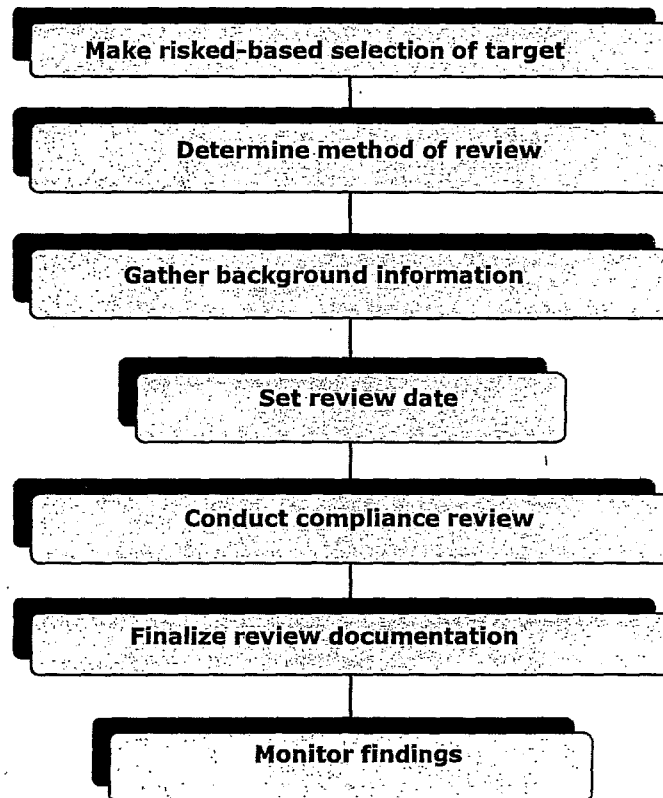 Make risked-based selection of target
Determine method of review
Gather background information
Set review date
Conduct compliance review
Finalize review documentation
Monitor findings